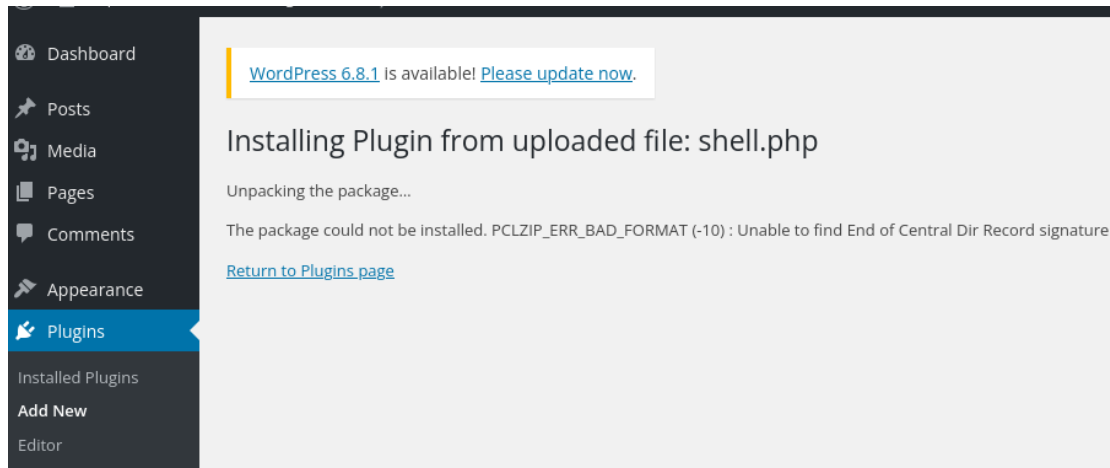 Dashboard
WordPress 6.8.1 is available! Please update now.
Posts
Media
Pages
Comments
Appearance
Plugins
Installed Plugins
Add New
Editor
Installing Plugin from uploaded file: shell.php
Unpacking the package...
The package could not be installed. PCLZIP_ERR_BAD_FORMAT (-10) : Unable to find End of Central Dir Record signature
Return to Plugins page